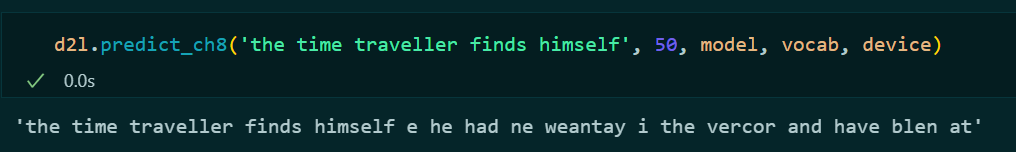 d2l.predict_ch8('the time traveller finds himself', 50, model, vocab, device)
0.0s
'the time traveller finds himself e he had ne weantay i the vercor and have blen at'